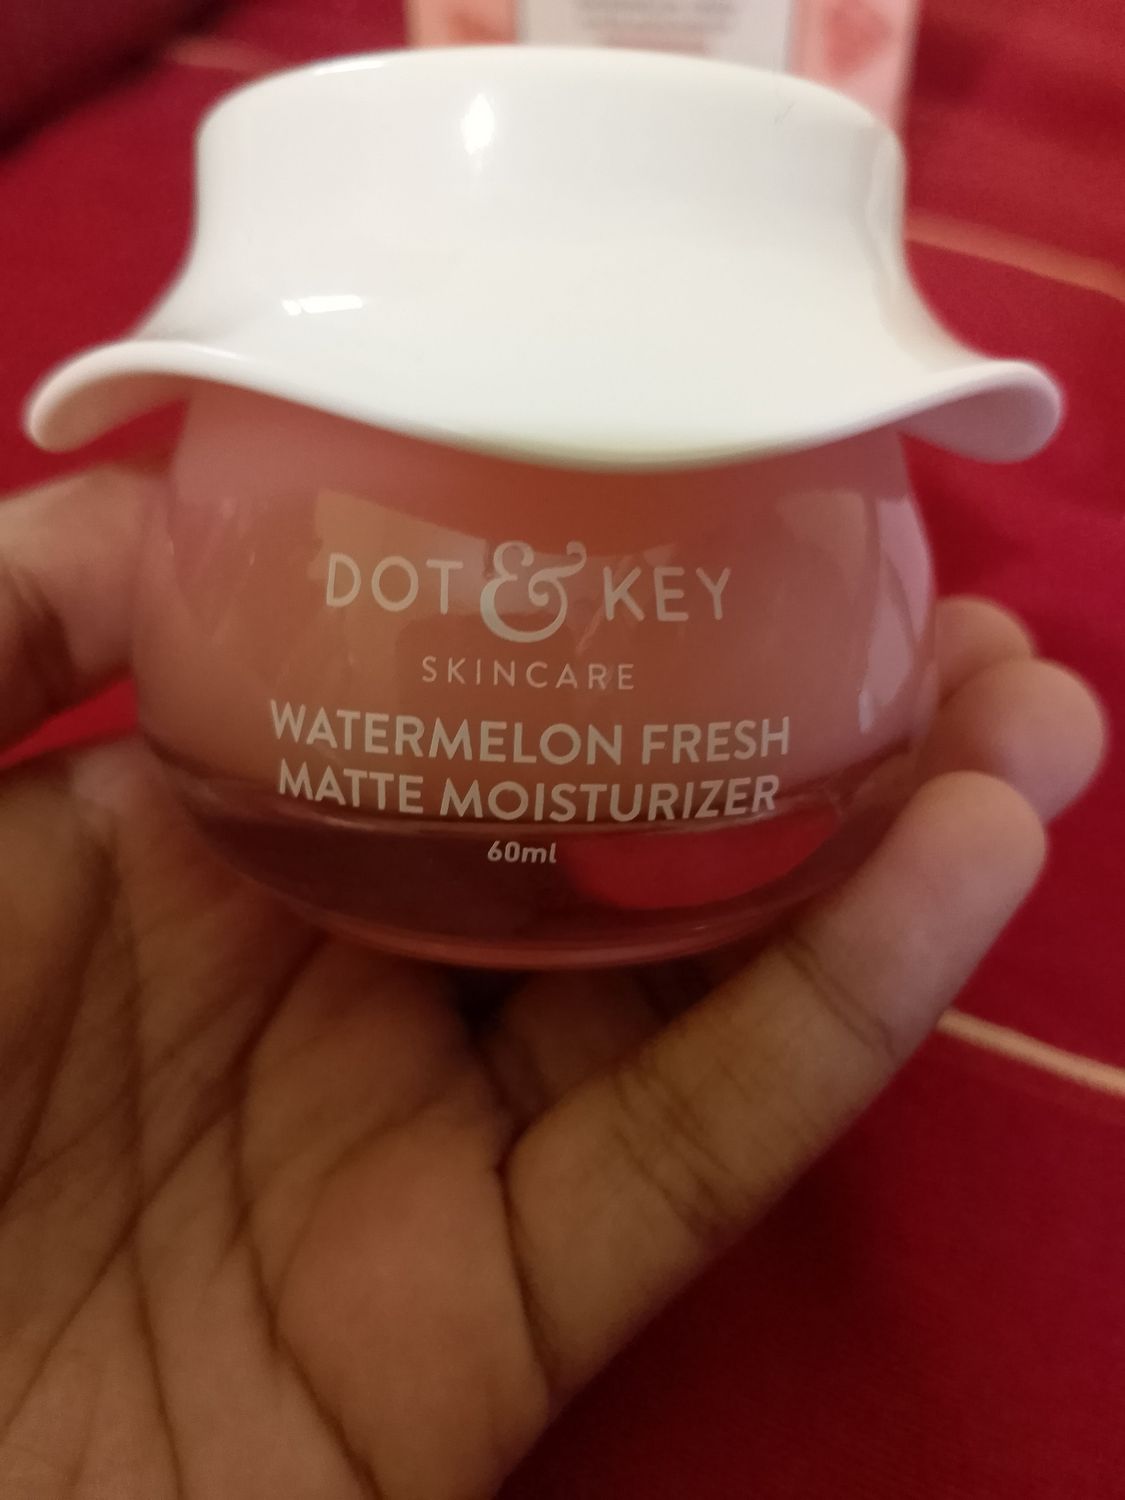 DOT & KEY
SKINCARE
WATERMELON FRESH
MATTE MOISTURIZER
60ml